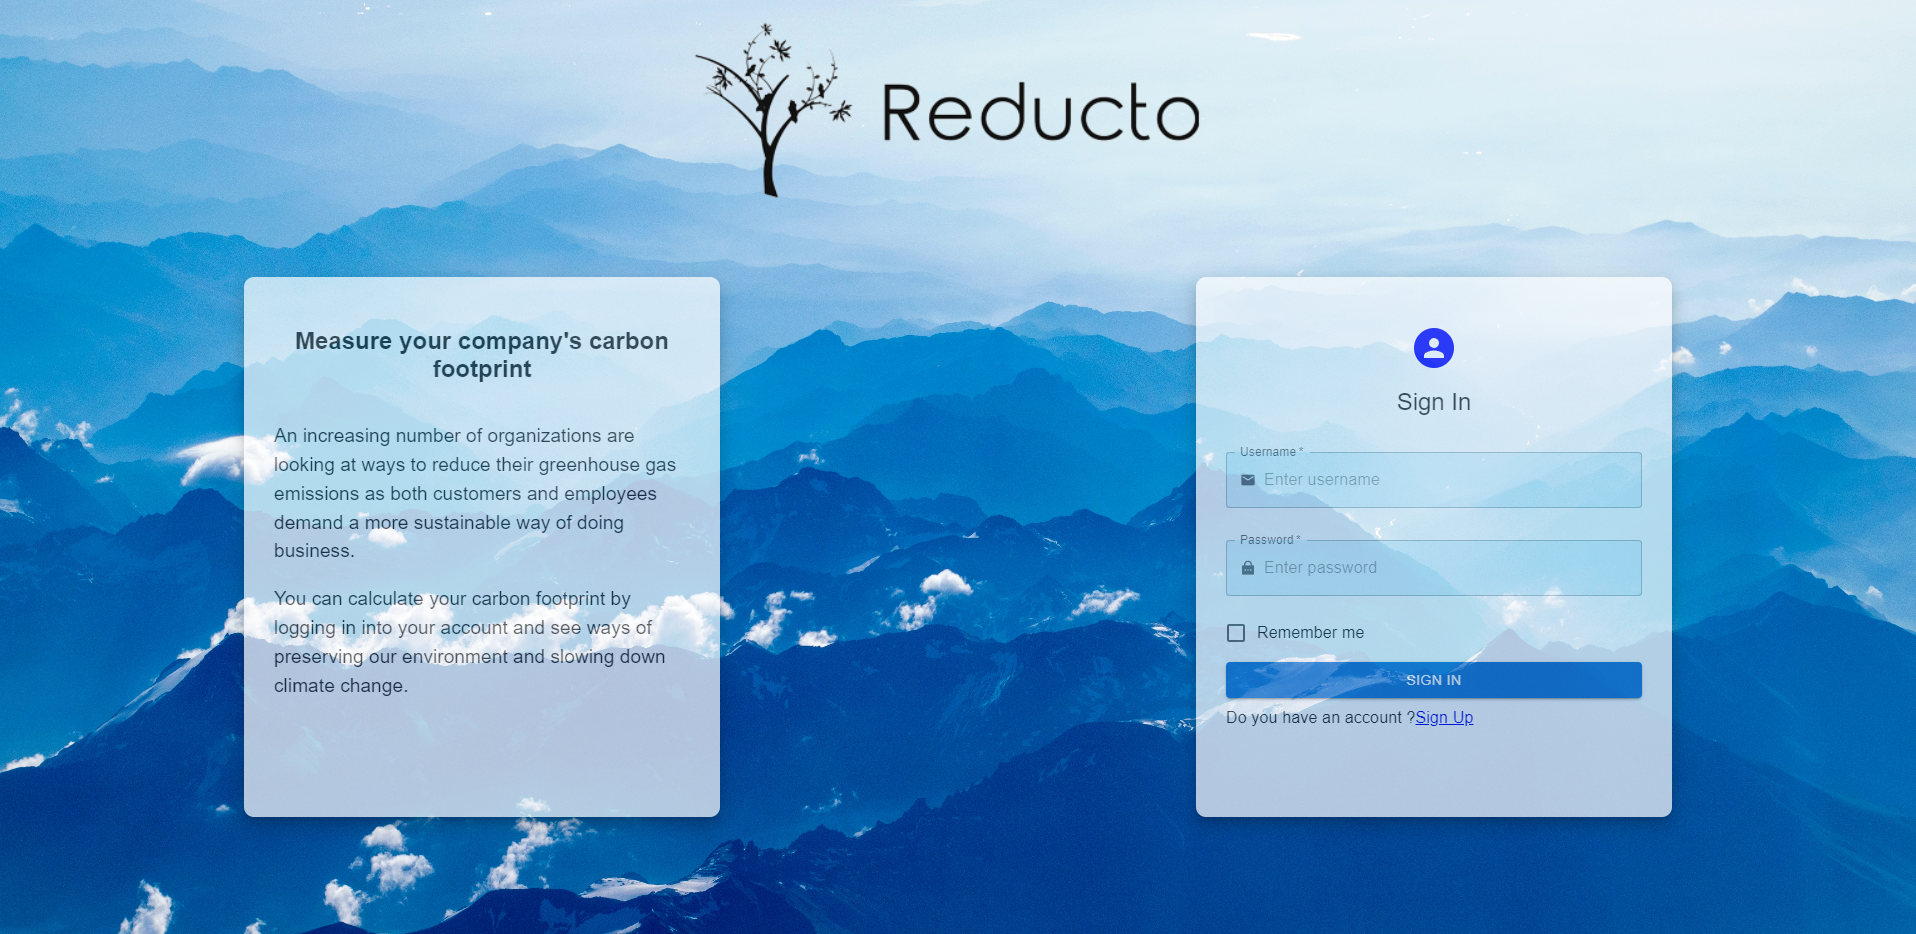 Reducto
Measure your company's carbon
footprint
An increasing number of organizations are
looking at ways to reduce their greenhouse gas
emissions as both customers and employees
demand a more sustainable way of doing
business.
You can calculate your carbon footprint by
logging in into your account and see ways of
preserving our environment and slowing down
climate change.
Sign In
Username *
Enter username
Password *
Enter password
Remember me
SIGN IN
Do you have an account ?Sign Up